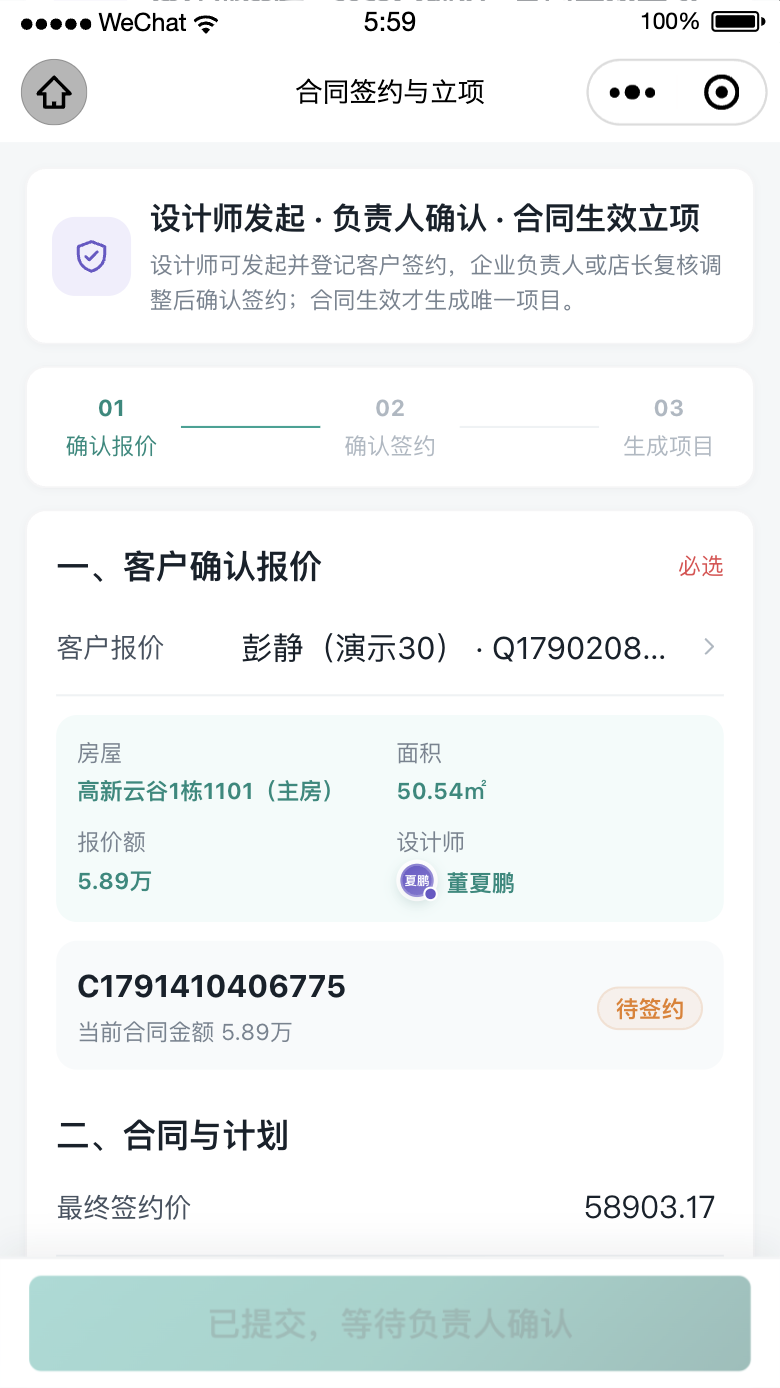 WeChat 5:59 100%
合同签约与立项
设计师发起 · 负责人确认 · 合同生效立项
设计师可发起并登记客户签约，企业负责人或店长复核调
整后确认签约；合同生效才生成唯一项目。
01 02 03
确认报价 确认签约 生成项目
一、客户确认报价 必选
客户报价 彭静（演示30） · Q1790208...
房屋 面积
高新云谷1栋1101（主房） 50.54㎡
报价额 设计师
5.89万 夏鹏 董夏鹏
C1791410406775
待签约
当前合同金额 5.89万
二、合同与计划
最终签约价 58903.17
已提交，等待负责人确认